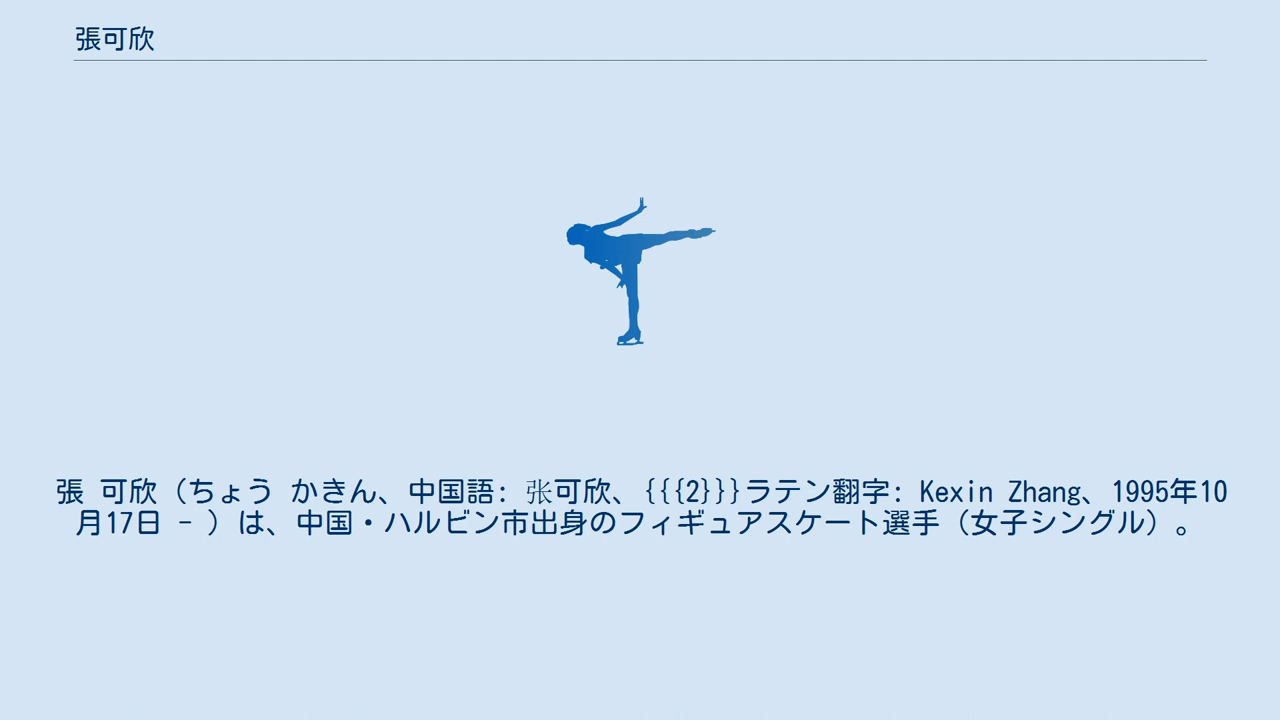 張可欣
張 可欣（ちょう かきん、中国語: 张可欣、{{{2}}}ラテン翻字: Kexin Zhang、1995年10
月17日 - ）は、中国・ハルビン市出身のフィギュアスケート選手（女子シングル）。